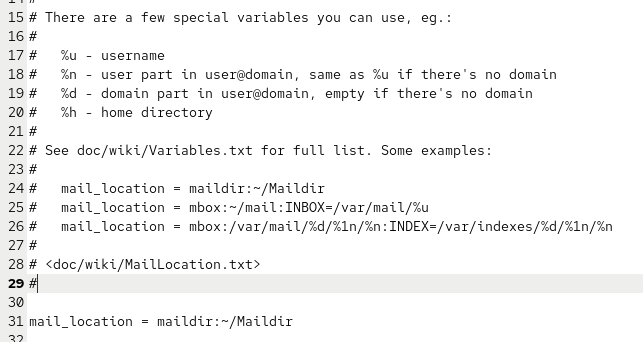 14 #
15 # There are a few special variables you can use, eg.:
16 #
17 #   %u - username
18 #   %n - user part in user@domain, same as %u if there's no domain
19 #   %d - domain part in user@domain, empty if there's no domain
20 #   %h - home directory
21 #
22 # See doc/wiki/Variables.txt for full list. Some examples:
23 #
24 #   mail_location = maildir:~/Maildir
25 #   mail_location = mbox:~/mail:INBOX=/var/mail/%u
26 #   mail_location = mbox:/var/mail/%d/%1n/%n:INDEX=/var/indexes/%d/%1n/%n
27 #
28 # <doc/wiki/MailLocation.txt>
29 #
30
31 mail_location = maildir:~/Maildir
32